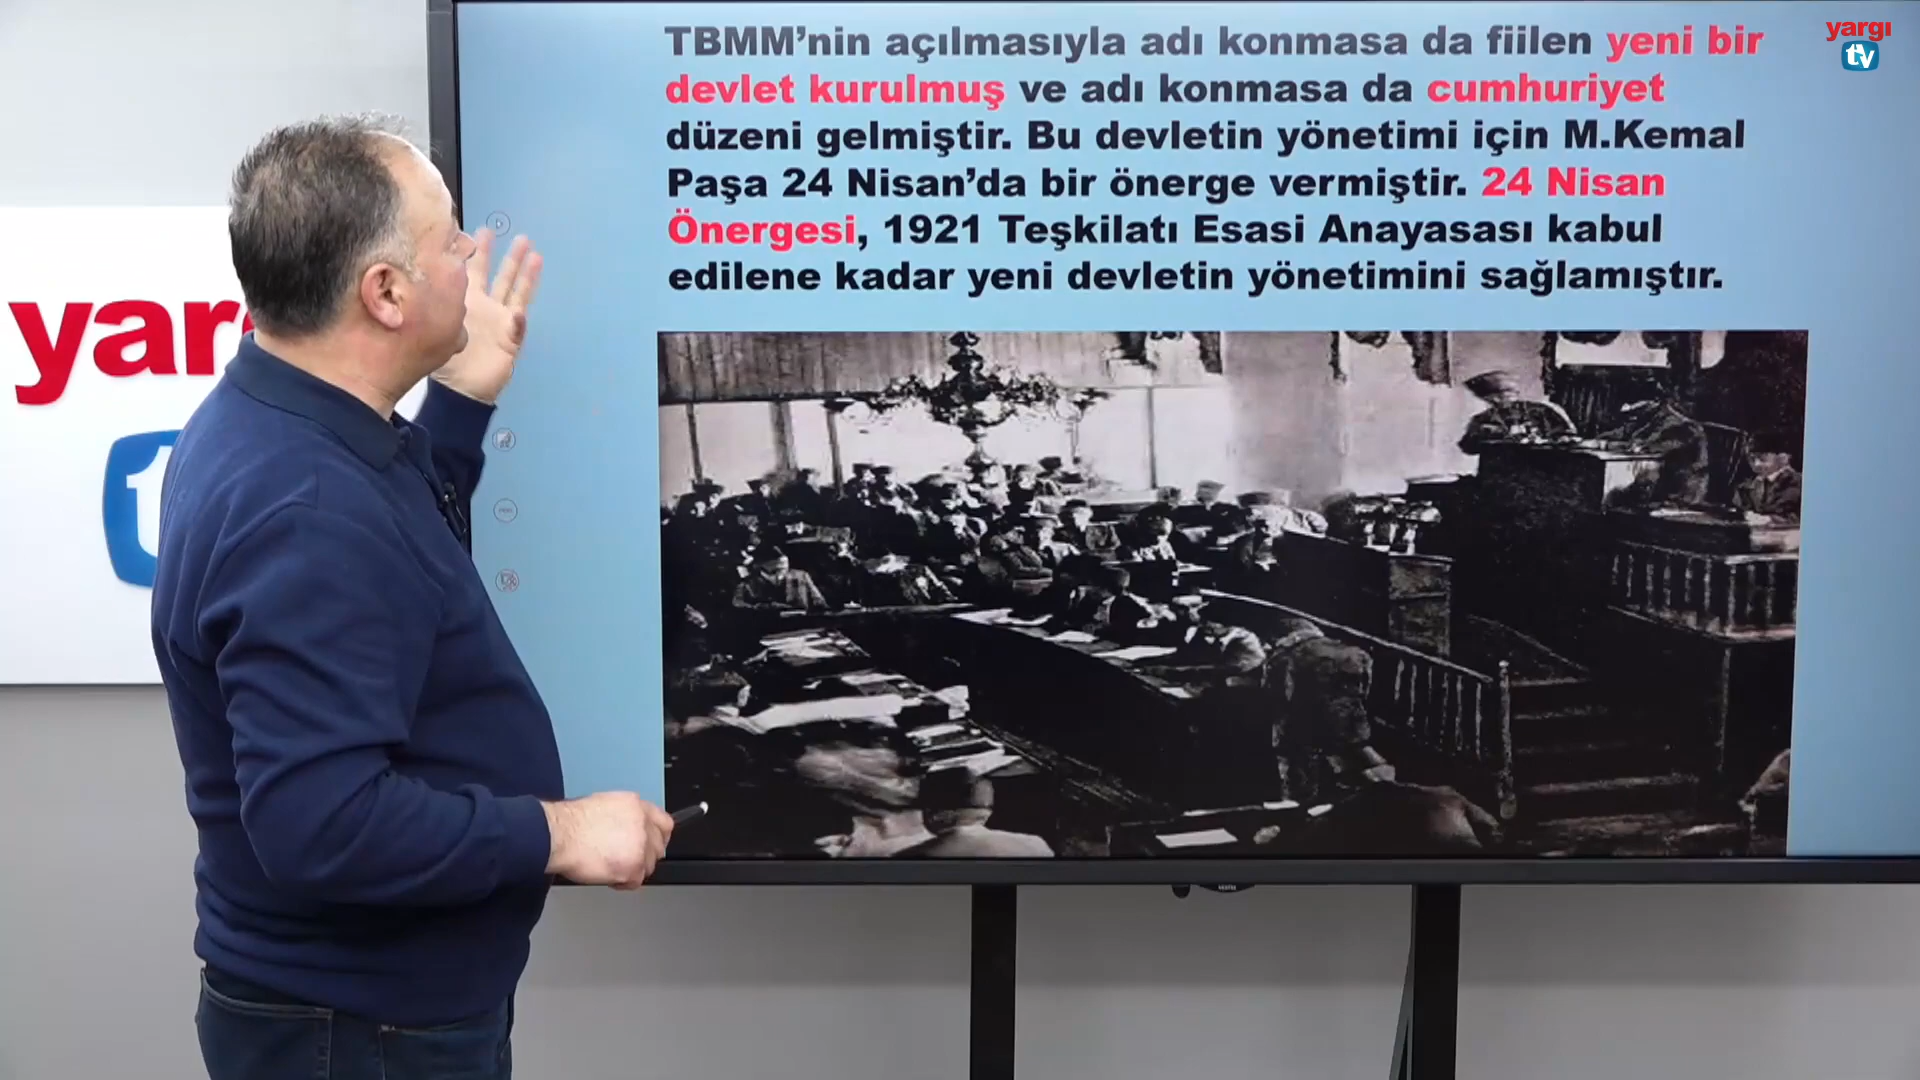 TBMM’nin açılmasıyla adı konmasa da fiilen yeni bir
devlet kurulmuş ve adı konmasa da cumhuriyet
düzeni gelmiştir. Bu devletin yönetimi için M.Kemal
Paşa 24 Nisan’da bir önerge vermiştir. 24 Nisan
Önergesi, 1921 Teşkilatı Esasi Anayasası kabul
edilene kadar yeni devletin yönetimini sağlamıştır.
yargı
tv
yar
t